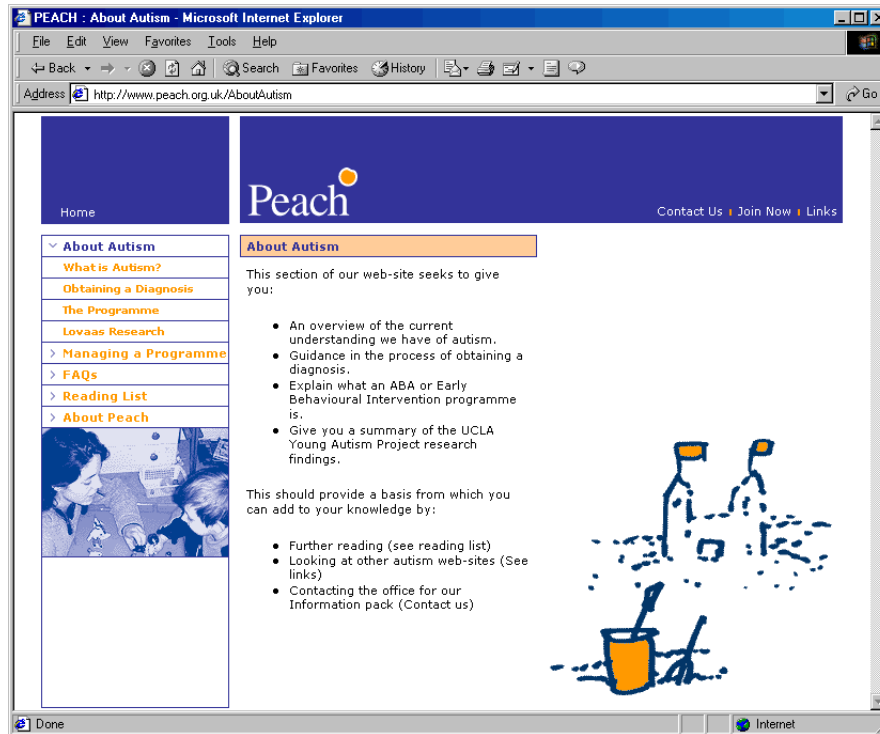 PEACH : About Autism - Microsoft Internet Explorer
File Edit View Favorites Tools Help
Back Search Favorites History
Address http://www.peach.org.uk/AboutAutism Go
Home
Peach
Contact Us Join Now Links
About Autism
What is Autism?
Obtaining a Diagnosis
The Programme
Lovaas Research
Managing a Programme
FAQs
Reading List
About Peach
About Autism
This section of our web-site seeks to give
you:
An overview of the current
understanding we have of autism.
Guidance in the process of obtaining a
diagnosis.
Explain what an ABA or Early
Behavioural Intervention programme
is.
Give you a summary of the UCLA
Young Autism Project research
findings.
This should provide a basis from which you
can add to your knowledge by:
Further reading (see reading list)
Looking at other autism web-sites (See
links)
Contacting the office for our
Information pack (Contact us)
Done
Internet